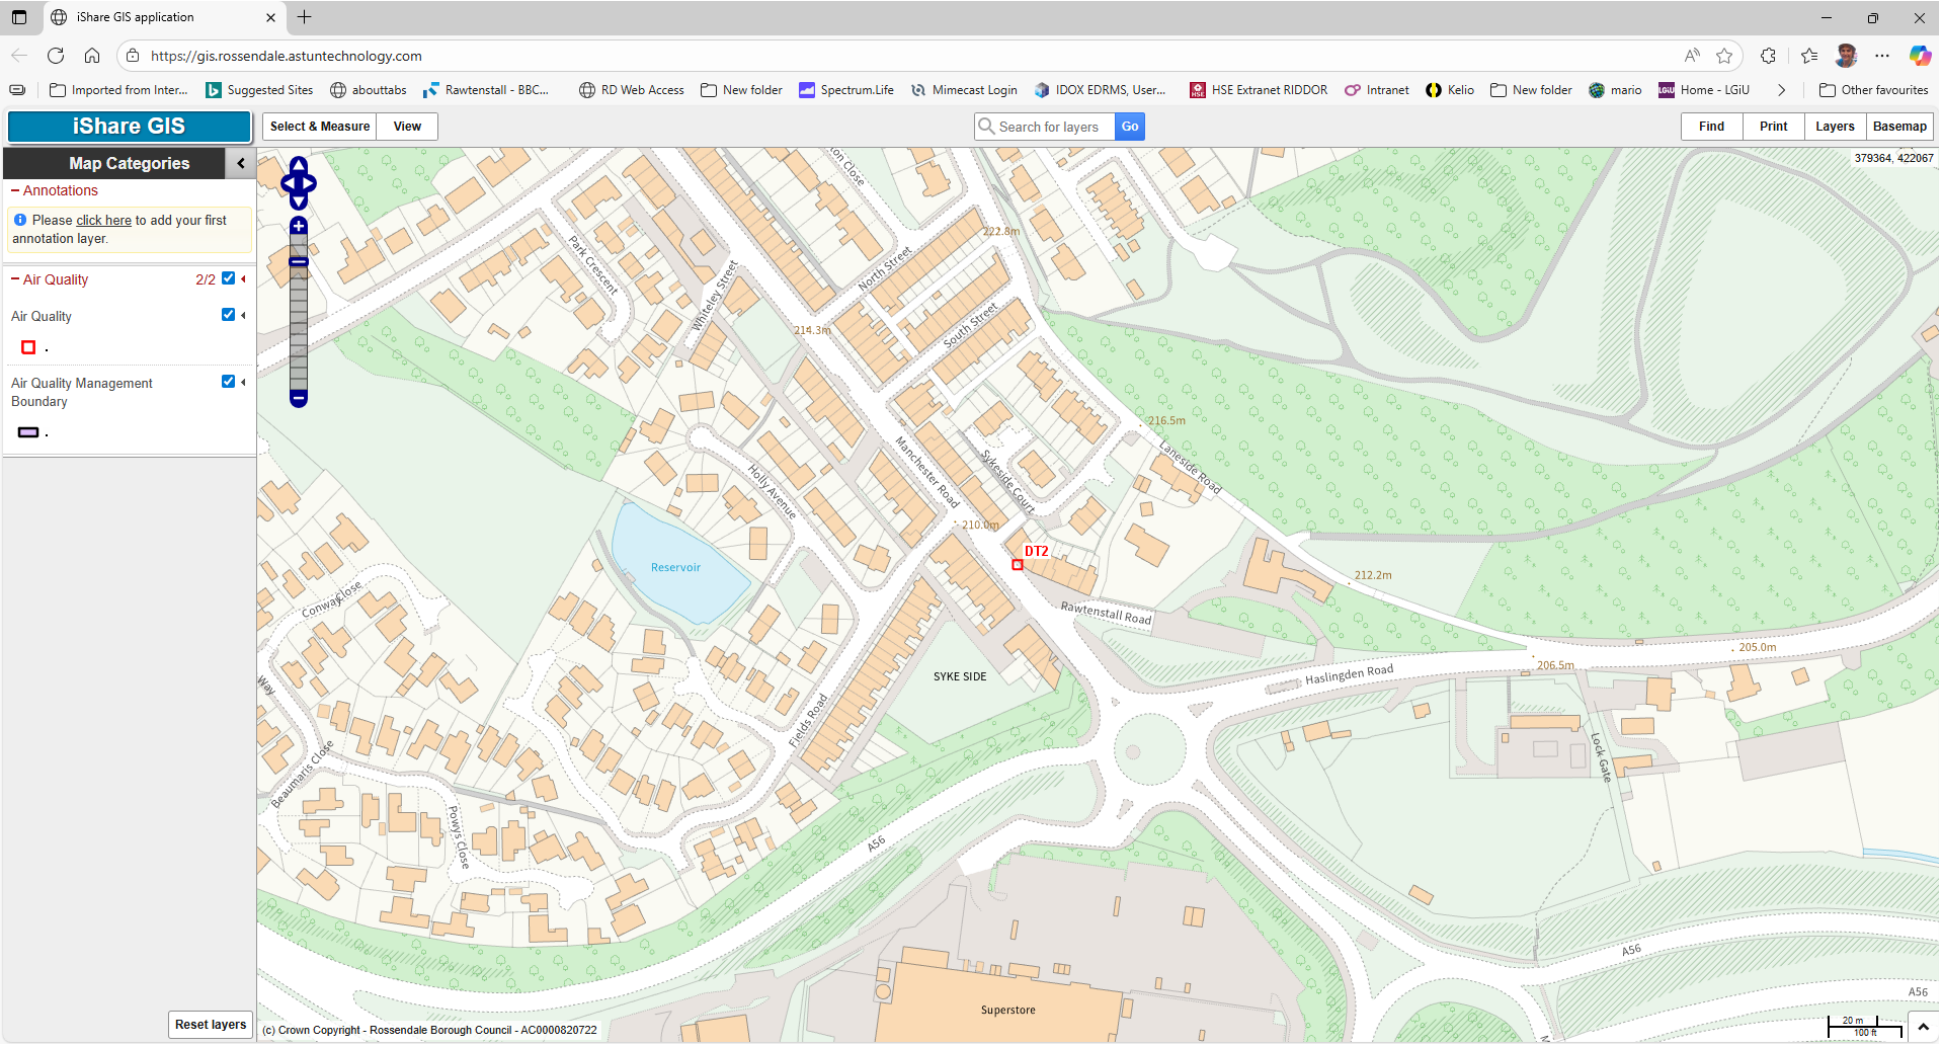 iShare GIS application
https://gis.rossendale.astuntechnology.com
Imported from Inter...
Suggested Sites
abouttabs
Rawtenstall - BBC...
RD Web Access
New folder
Spectrum.Life
Mimecast Login
IDOX EDRMS, User...
HSE Extranet RIDDOR
Intranet
Kelio
New folder
mario
Home - LGiU
Other favourites
iShare GIS
Select & Measure
View
Search for layers
Go
Find
Print
Layers
Basemap
Map Categories
379364, 422067
Annotations
Please click here to add your first
annotation layer.
Air Quality
2/2
Air Quality
.
Air Quality Management
Boundary
.
Reset layers
Park Crescent
Whiteley Street
North Street
222.8m
South Street
214.3m
216.5m
Laneside Road
Manchester Road
Sykeside Court
Holly Avenue
210.0m
DT2
Reservoir
212.2m
Conway Close
Rawtenstall Road
205.0m
206.5m
Haslingden Road
SYKE SIDE
Way
Fields Road
Beaumaris Close
Lock Gate
Powys Close
A56
A56
A56
Superstore
(c) Crown Copyright - Rossendale Borough Council - AC0000820722
20 m
100 ft